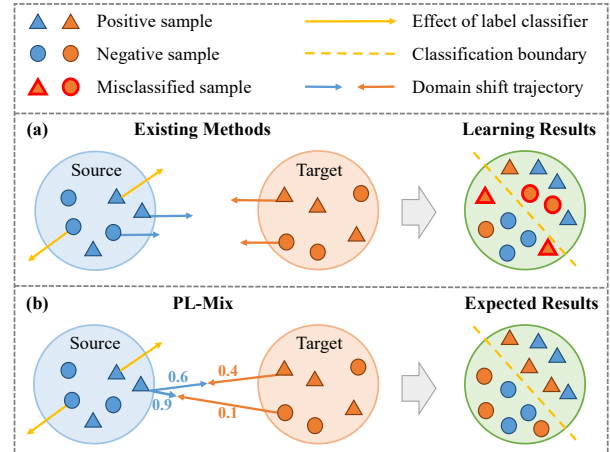 Positive sample Effect of label classifier
Negative sample Classification boundary
Misclassified sample Domain shift trajectory
(a) Existing Methods Learning Results
Source Target
(b) PL-Mix Expected Results
Source Target
0.6 0.4
0.9 0.1